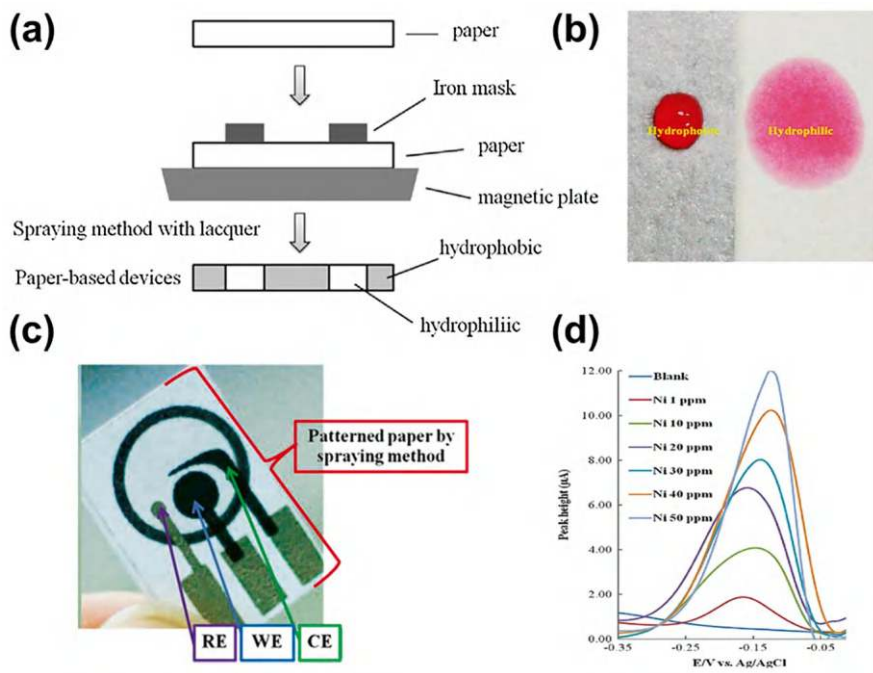 (a)
paper
Iron mask
paper
magnetic plate
Spraying method with lacquer
hydrophobic
Paper-based devices
hydrophiliic
(b)
Hydrophobic
Hydrophilic
(c)
Patterned paper by
spraying method
RE
WE
CE
(d)
12.00
10.00
8.00
6.00
4.00
2.00
0.00
Peak height (µA)
Blank
Ni 1 ppm
Ni 10 ppm
Ni 20 ppm
Ni 30 ppm
Ni 40 ppm
Ni 50 ppm
-0.35
-0.25
-0.15
-0.05
E/V vs. Ag/AgCl